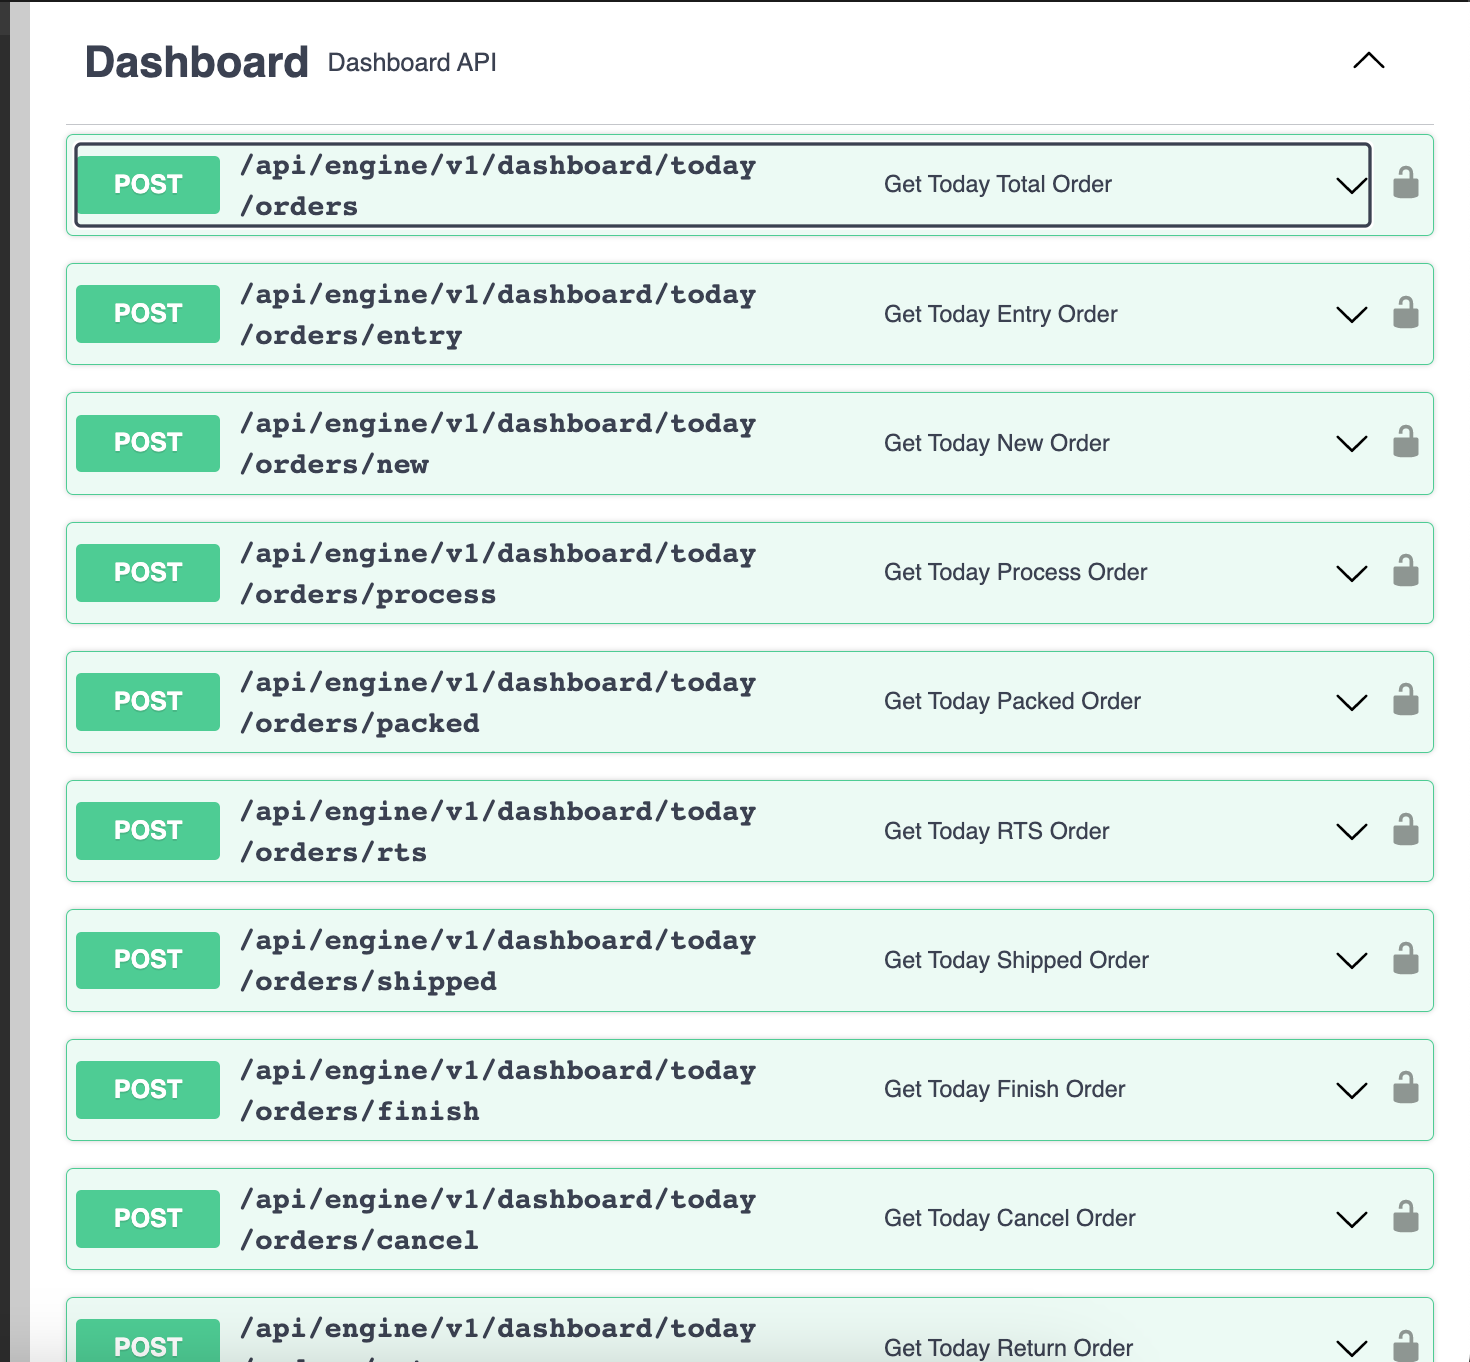 Dashboard Dashboard API
POST /api/engine/v1/dashboard/today
/orders
Get Today Total Order
POST /api/engine/v1/dashboard/today
/orders/entry
Get Today Entry Order
POST /api/engine/v1/dashboard/today
/orders/new
Get Today New Order
POST /api/engine/v1/dashboard/today
/orders/process
Get Today Process Order
POST /api/engine/v1/dashboard/today
/orders/packed
Get Today Packed Order
POST /api/engine/v1/dashboard/today
/orders/rts
Get Today RTS Order
POST /api/engine/v1/dashboard/today
/orders/shipped
Get Today Shipped Order
POST /api/engine/v1/dashboard/today
/orders/finish
Get Today Finish Order
POST /api/engine/v1/dashboard/today
/orders/cancel
Get Today Cancel Order
POST /api/engine/v1/dashboard/today
Get Today Return Order